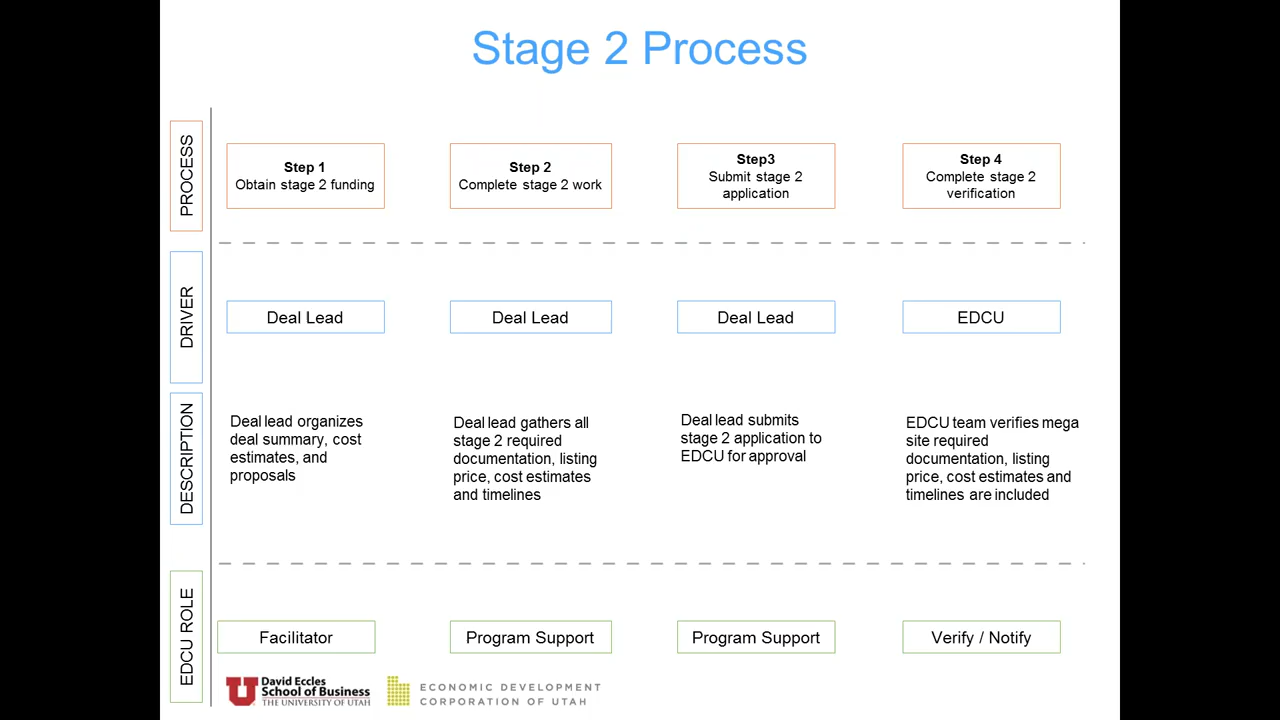 Stage 2 Process
PROCESS
Step 1
Obtain stage 2 funding
Step 2
Complete stage 2 work
Step3
Submit stage 2
application
Step 4
Complete stage 2
verification
DRIVER
Deal Lead
Deal Lead
Deal Lead
EDCU
DESCRIPTION
Deal lead organizes
deal summary, cost
estimates, and
proposals
Deal lead gathers all
stage 2 required
documentation, listing
price, cost estimates
and timelines
Deal lead submits
stage 2 application to
EDCU for approval
EDCU team verifies mega
site required
documentation, listing
price, cost estimates and
timelines are included
EDCU ROLE
Facilitator
Program Support
Program Support
Verify / Notify
U
David Eccles
School of Business
THE UNIVERSITY OF UTAH
ECONOMIC DEVELOPMENT
CORPORATION OF UTAH